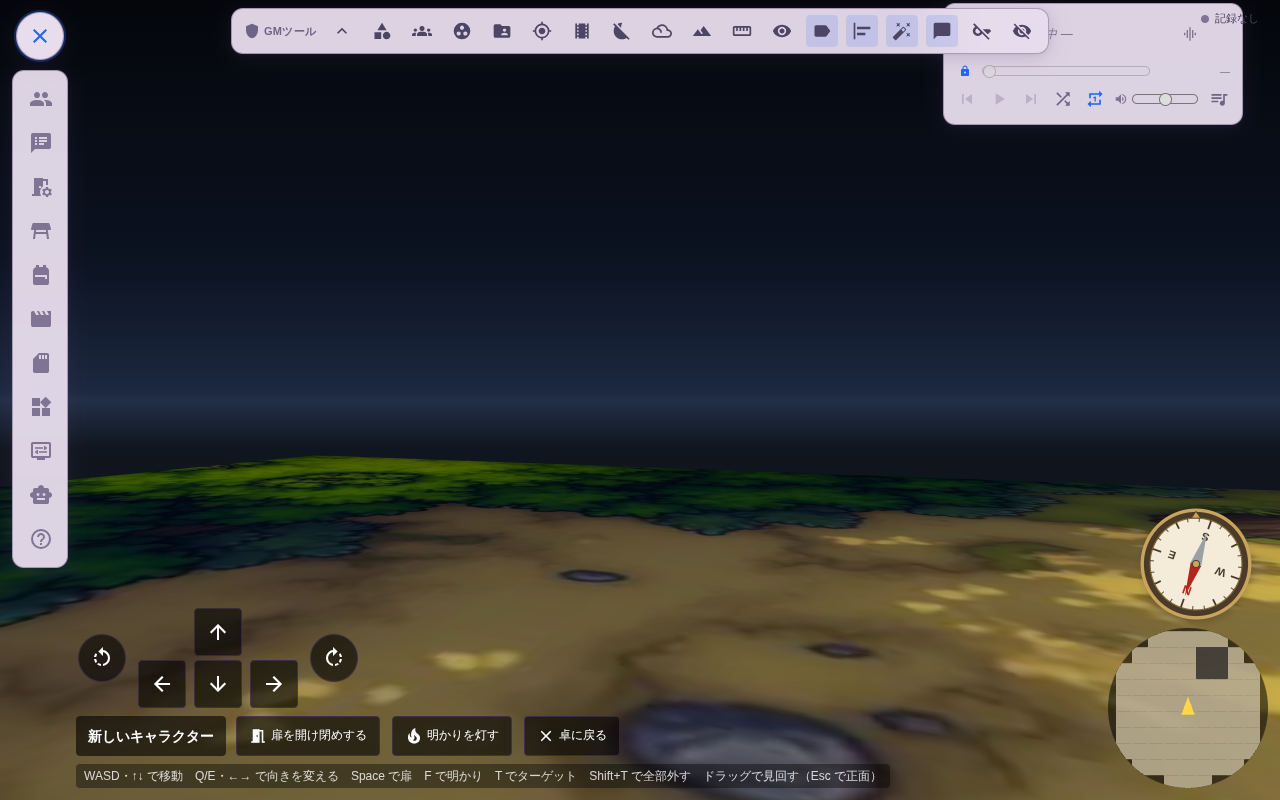 GMツール
記録なし
新しいキャラクター
扉を開け閉めする
明かりを灯す
卓に戻る
WASD・↑↓ で移動 Q/E・←→ で向きを変える Space で扉 F で明かり T でターゲット Shift+T で全部外す ドラッグで見回す（Esc で正面）
S
E
W
N